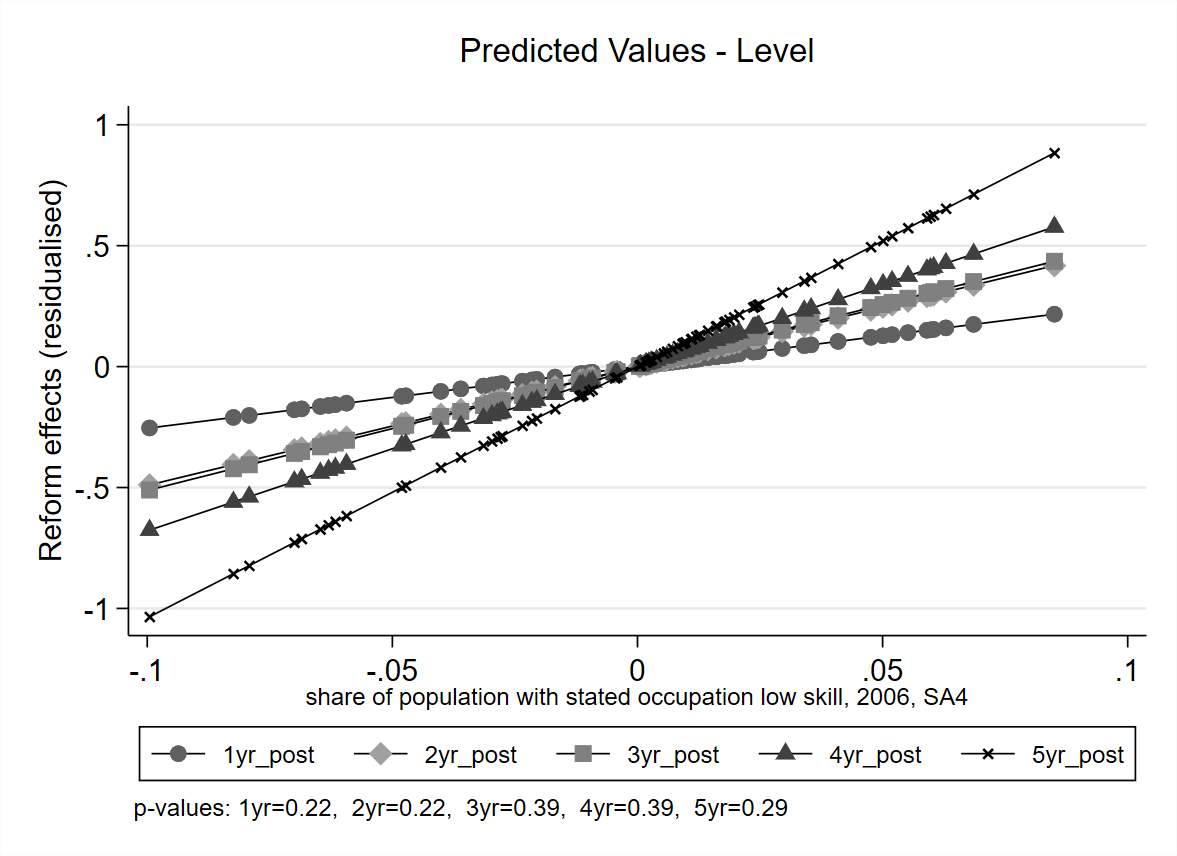 Predicted Values - Level
Reform effects (residualised)
1
.5
0
-.5
-1
-.1 -.05 0 .05 .1
share of population with stated occupation low skill, 2006, SA4
1yr_post 2yr_post 3yr_post 4yr_post 5yr_post
p-values: 1yr=0.22, 2yr=0.22, 3yr=0.39, 4yr=0.39, 5yr=0.29